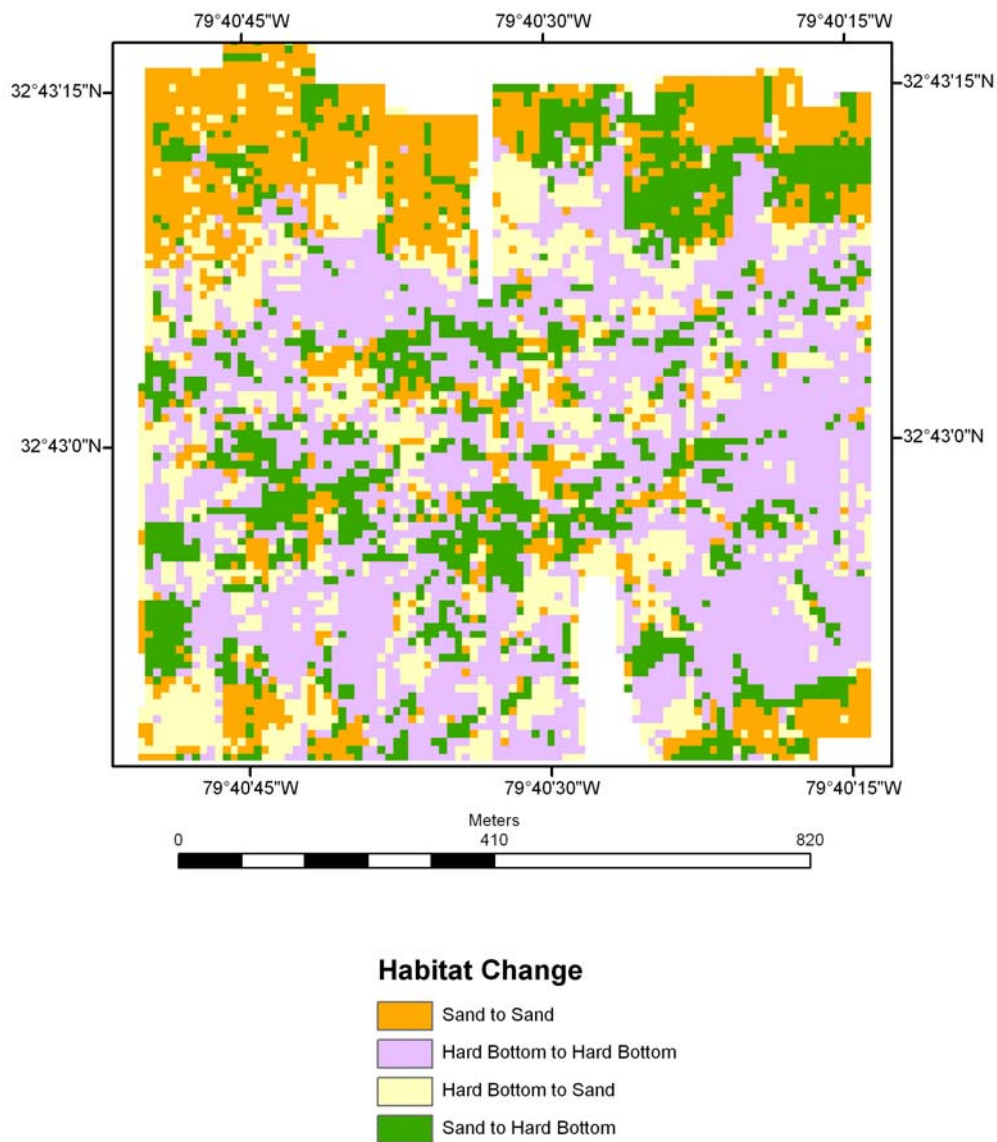 79°40'45"W 79°40'30"W 79°40'15"W
32°43'15"N 32°43'15"N
32°43'0"N 32°43'0"N
79°40'45"W 79°40'30"W 79°40'15"W
Meters
0 410 820
Habitat Change
Sand to Sand
Hard Bottom to Hard Bottom
Hard Bottom to Sand
Sand to Hard Bottom